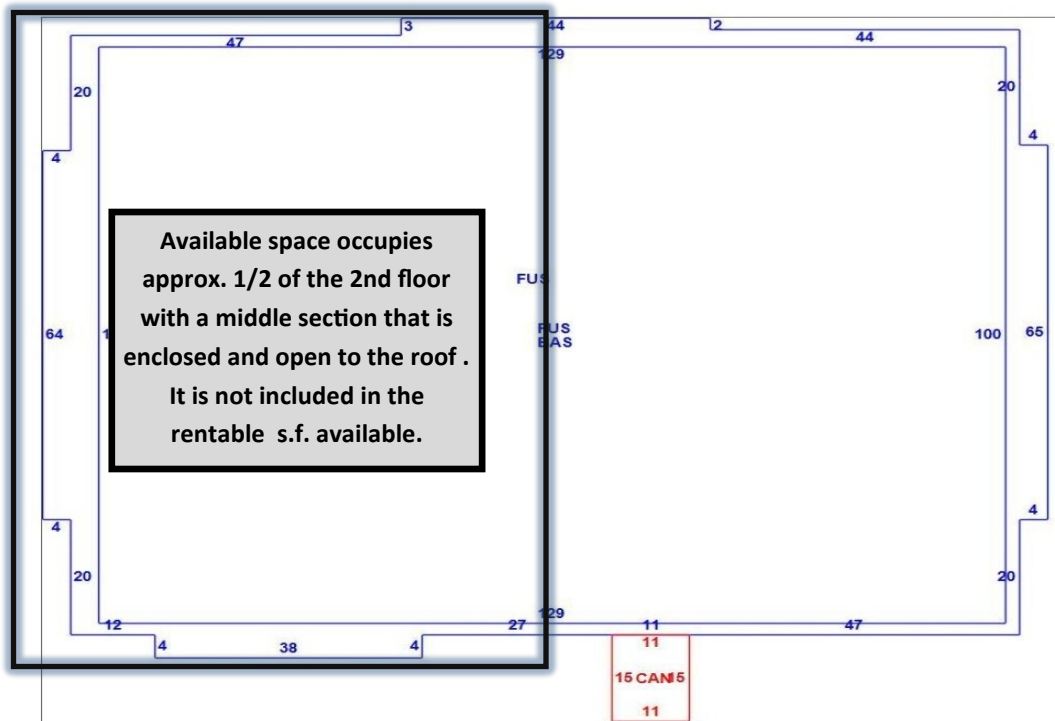 3
44
2
47
129
44
20
20
4
4
Available space occupies
approx. 1/2 of the 2nd floor
with a middle section that is
enclosed and open to the roof .
It is not included in the
rentable s.f. available.
FUS
64
1
FUS
BAS
100
65
4
4
20
20
129
12
27
11
47
4
38
4
11
15 CAN 15
11